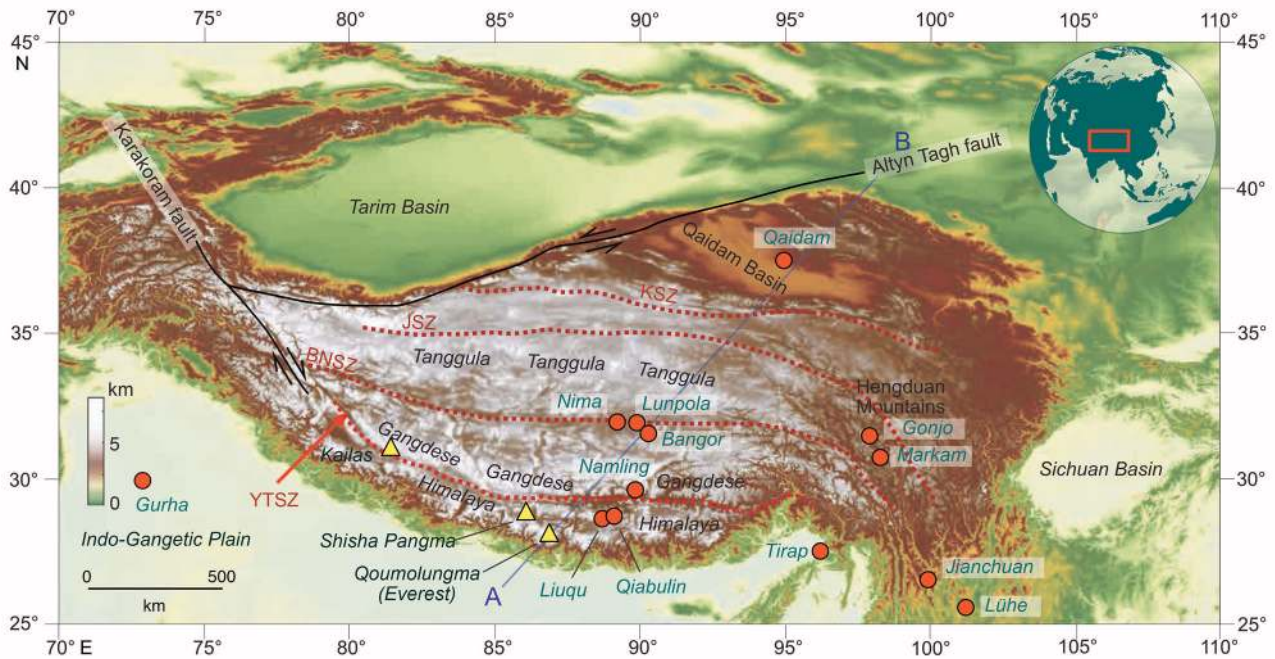 70° 75° 80° 85° 90° 95° 100° 105° 110°
45° 45°
N
Karakoram fault
B
Altyn Tagh fault
40° 40°
Tarim Basin
Qaidam
Qaidam Basin
KSZ
35° JSZ 35°
BNSZ
Tanggula Tanggula Tanggula
km
5
0
Hengduan
Mountains
Nima Lunpola
Gonjo
Bangor
Markam
Gangdese
Kailas
Namling
Sichuan Basin
30° Gangdese Gangdese 30°
Gurha
YTSZ
Himalaya
Himalaya
Indo-Gangetic Plain
Shisha Pangma
Tirap
Qoumolungma
(Everest)
A
Liuqu
Qiabulin
Jianchuan
0 500
km
Lühe
25° 25°
70° E 75° 80° 85° 90° 95° 100° 105° 110°